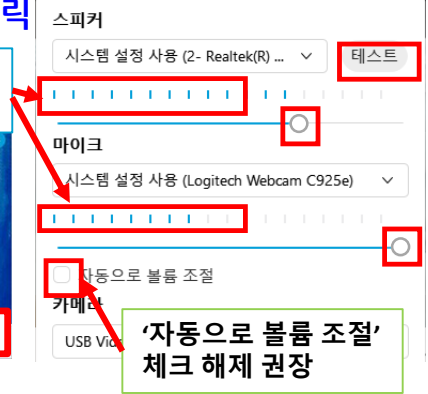 릭
스피커
시스템 설정 사용 (2- Realtek(R) ...
테스트
마이크
시스템 설정 사용 (Logitech Webcam C925e)
자동으로 볼륨 조절
카메라
USB Vid
‘자동으로 볼륨 조절’
체크 해제 권장